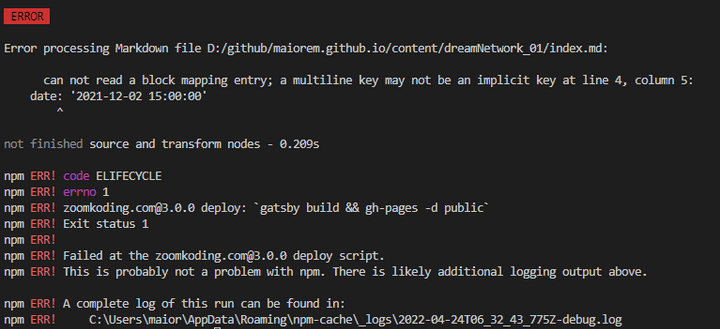 ERROR
Error processing Markdown file D:/github/maiorem.github.io/content/dreamNetwork_01/index.md:
can not read a block mapping entry; a multiline key may not be an implicit key at line 4, column 5:
date: '2021-12-02 15:00:00'
^
not finished source and transform nodes - 0.209s
npm ERR! code ELIFECYCLE
npm ERR! errno 1
npm ERR! zoomkoding.com@3.0.0 deploy: `gatsby build && gh-pages -d public`
npm ERR! Exit status 1
npm ERR!
npm ERR! Failed at the zoomkoding.com@3.0.0 deploy script.
npm ERR! This is probably not a problem with npm. There is likely additional logging output above.
npm ERR! A complete log of this run can be found in:
npm ERR!     C:\Users\maior\AppData\Roaming\npm-cache\_logs\2022-04-24T06_32_43_775Z-debug.log